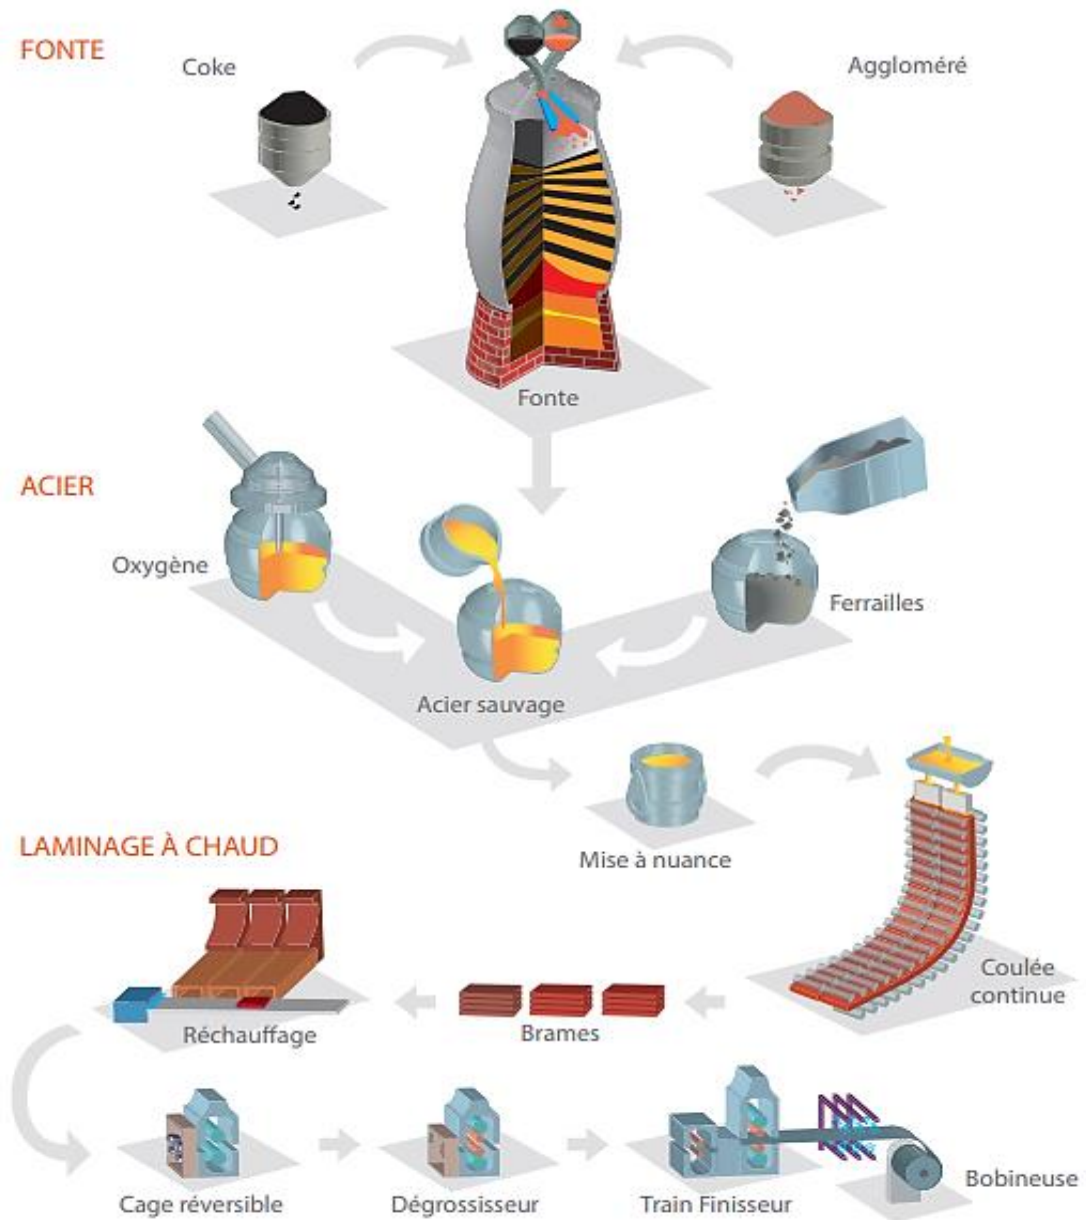 FONTE
Coke
Aggloméré
Fonte
ACIER
Oxygène
Ferrailles
Acier sauvage
Mise à nuance
LAMINAGE À CHAUD
Coulée
continue
Réchauffage
Brames
Cage réversible
Dégrossisseur
Train Finisseur
Bobineuse